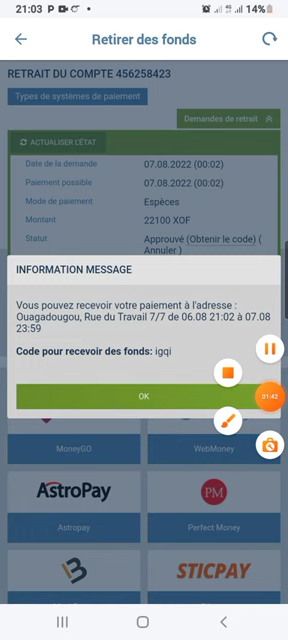 21:03 P
14%
Retirer des fonds
RETRAIT DU COMPTE 456258423
Types de systèmes de paiement
Demandes de retrait
ACTUALISER L'ÉTAT
Date de la demande 07.08.2022 (00:02)
Paiement possible 07.08.2022 (00:02)
Mode de paiement Espèces
Montant 22100 XOF
Statut Approuvé (Obtenir le code) (
Annuler )
INFORMATION MESSAGE
Vous pouvez recevoir votre paiement à l'adresse :
Ouagadougou, Rue du Travail 7/7 de 06.08 21:02 à 07.08
23:59
Code pour recevoir des fonds: igqi
OK
01:42
MoneyGO
WebMoney
AstroPay
PM
Astropay
Perfect Money
STICPAY